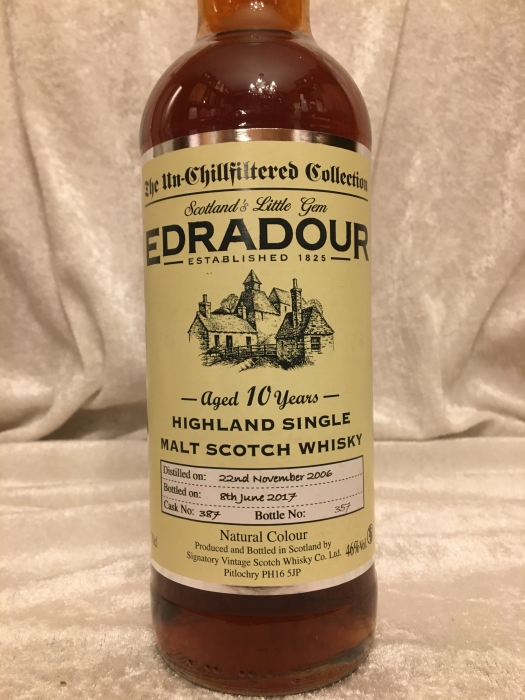 The Un-Chillfiltered Collection
Scotland's Little Gem
EDRADOUR
ESTABLISHED 1825
Aged 10 Years
HIGHLAND SINGLE
MALT SCOTCH WHISKY
Distilled on: 22nd November 2006
Bottled on: 8th June 2017
Cask No: 387 Bottle No: 357
Natural Colour
Produced and Bottled in Scotland by
Signatory Vintage Scotch Whisky Co. Ltd. 46%Vol
Pitlochry PH16 5JP